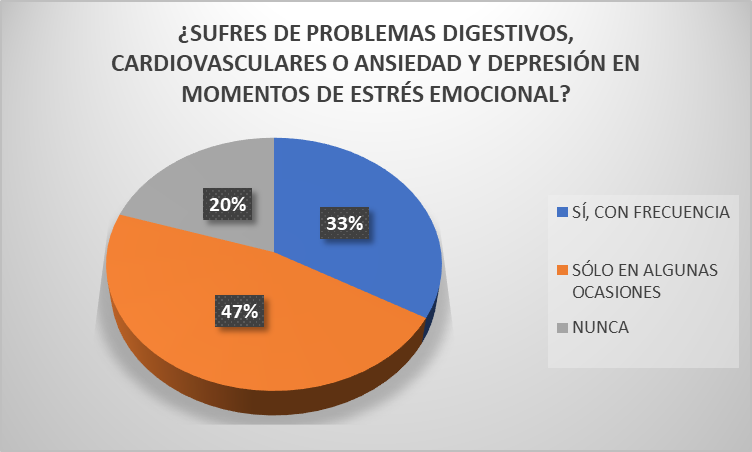 ¿SUFRES DE PROBLEMAS DIGESTIVOS,
CARDIOVASCULARES O ANSIEDAD Y DEPRESIÓN EN
MOMENTOS DE ESTRÉS EMOCIONAL?
20%
33%
47%
SÍ, CON FRECUENCIA
SÓLO EN ALGUNAS
OCASIONES
NUNCA